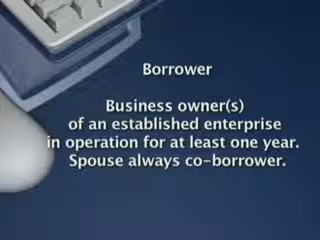 Borrower
Business owner(s)
of an established enterprise
in operation for at least one year.
Spouse always co-borrower.